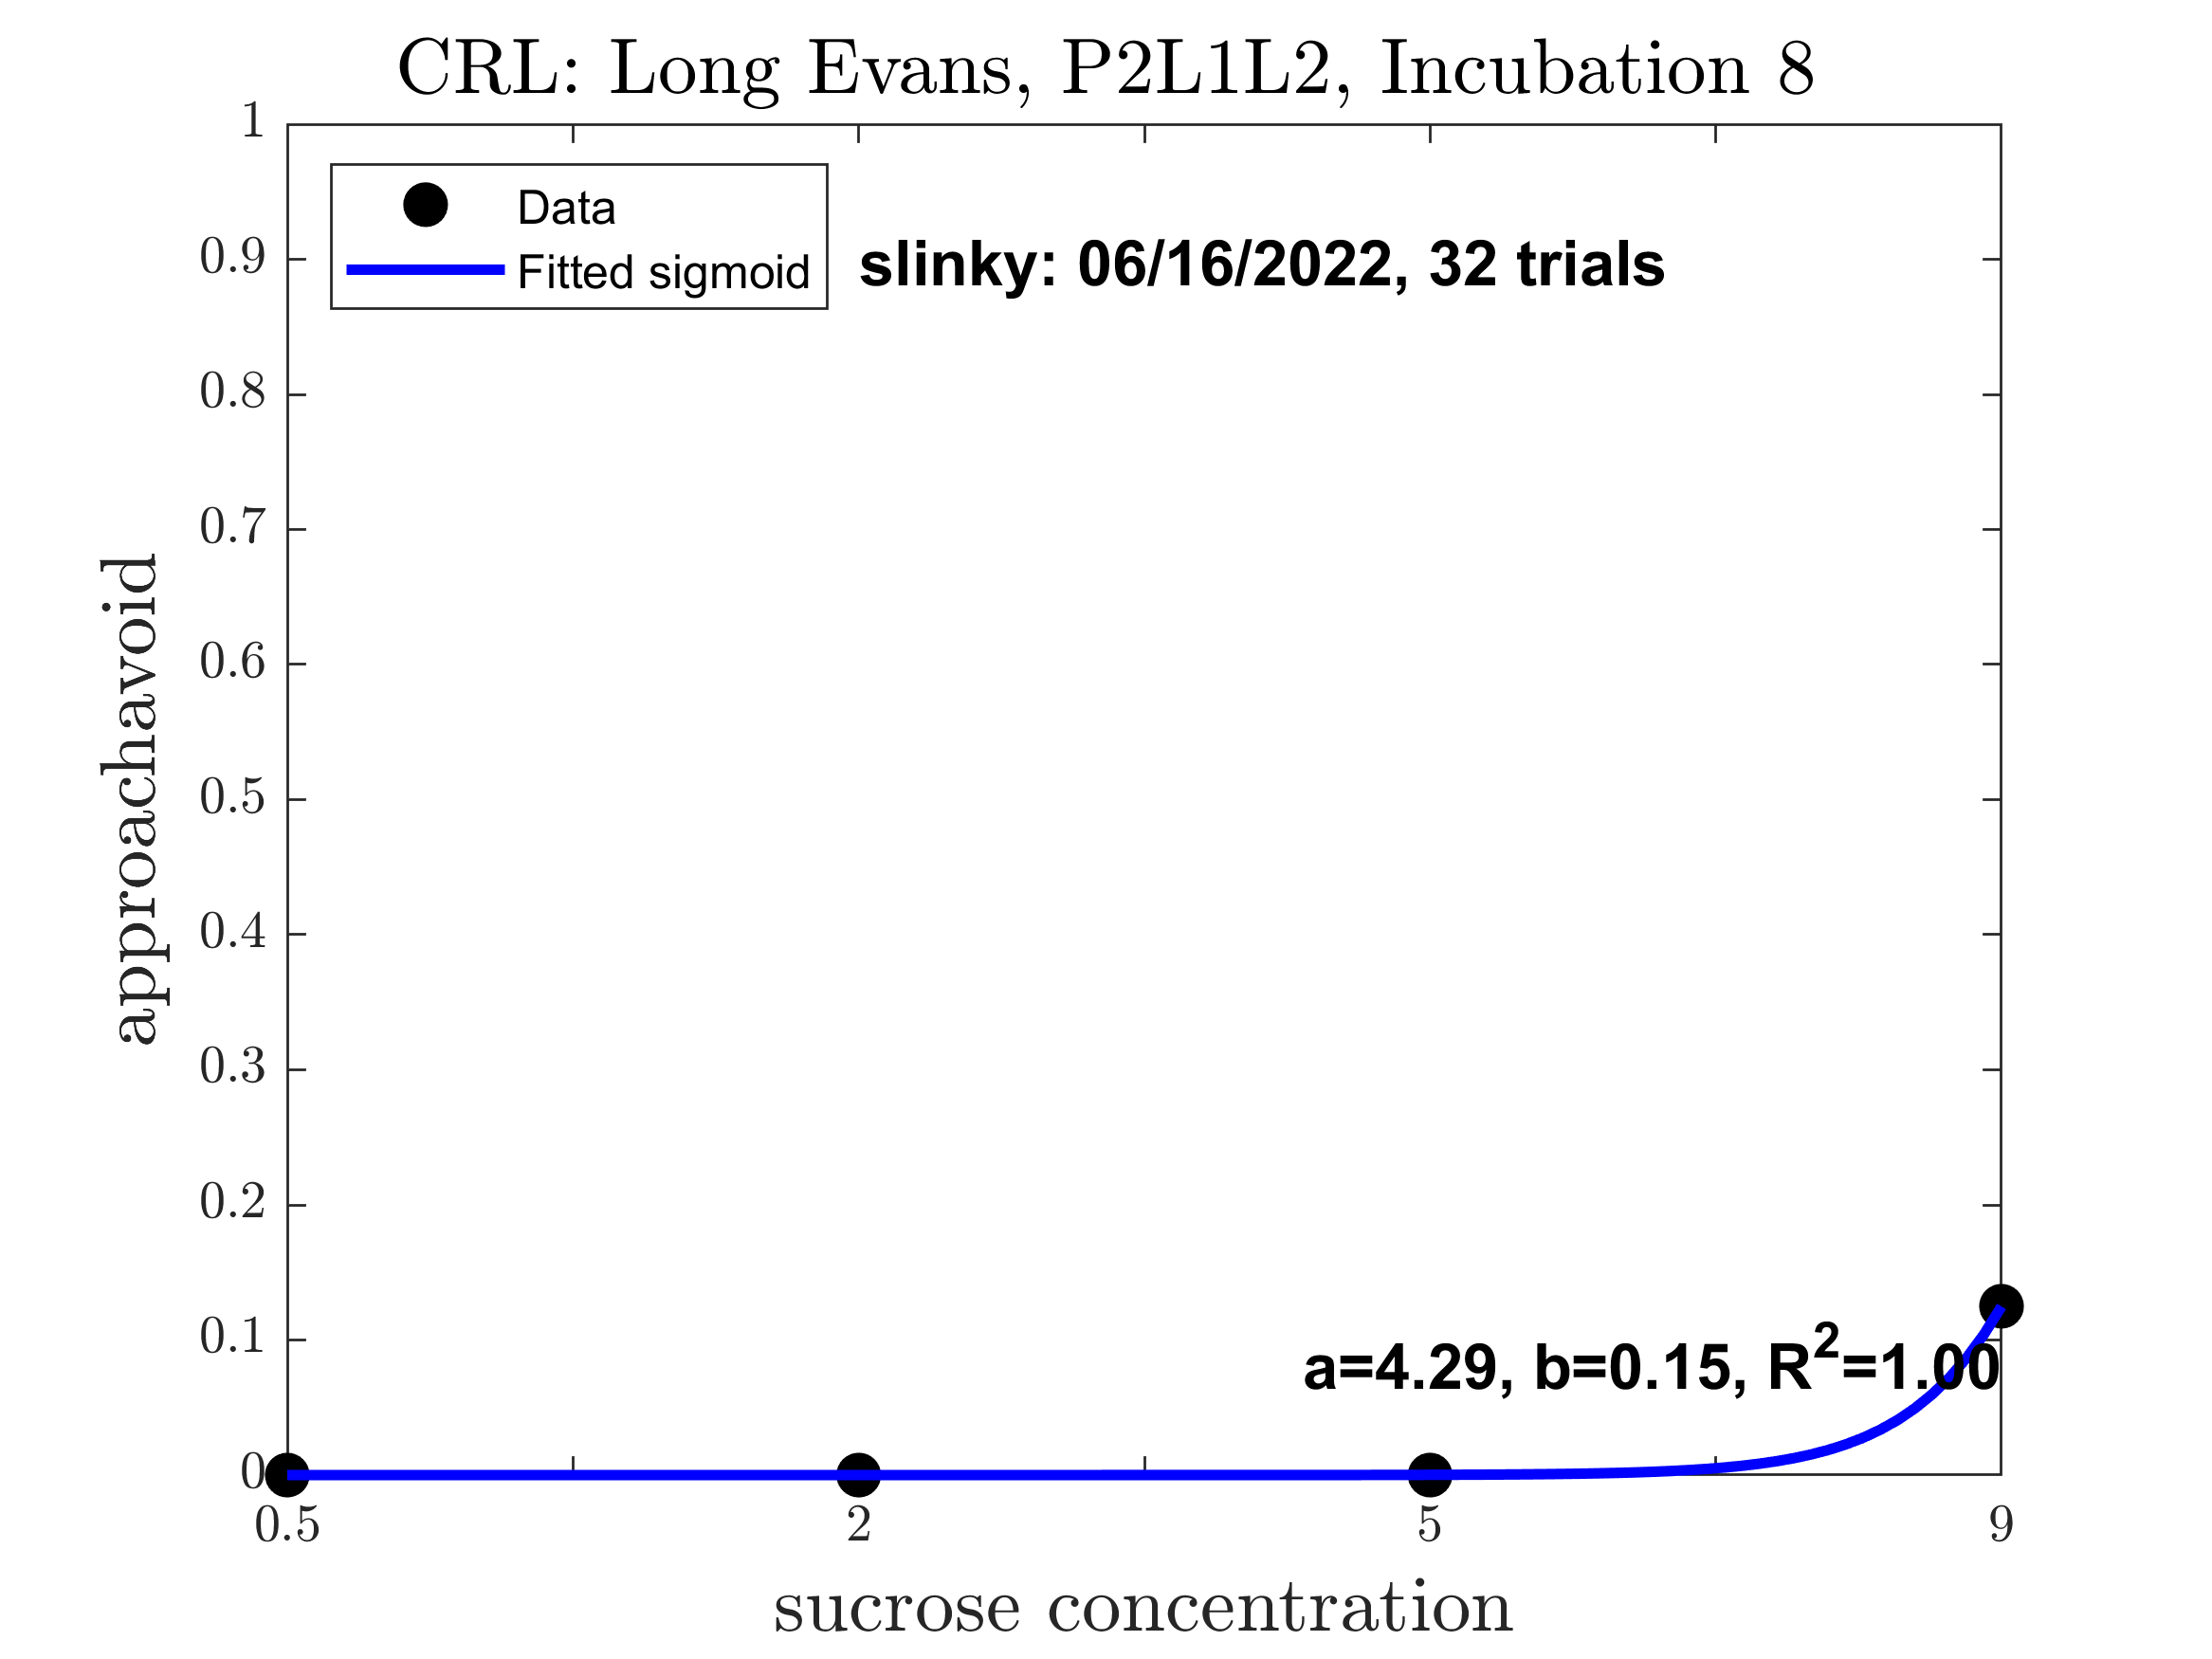 CRL: Long Evans, P2L1L2, Incubation 8
1
0.9
0.8
0.7
0.6
0.5
0.4
0.3
0.2
0.1
0
approachavoid
Data
Fitted sigmoid
slinky: 06/16/2022, 32 trials
a=4.29, b=0.15, R²=1.00
0.5 2 5 9
sucrose concentration